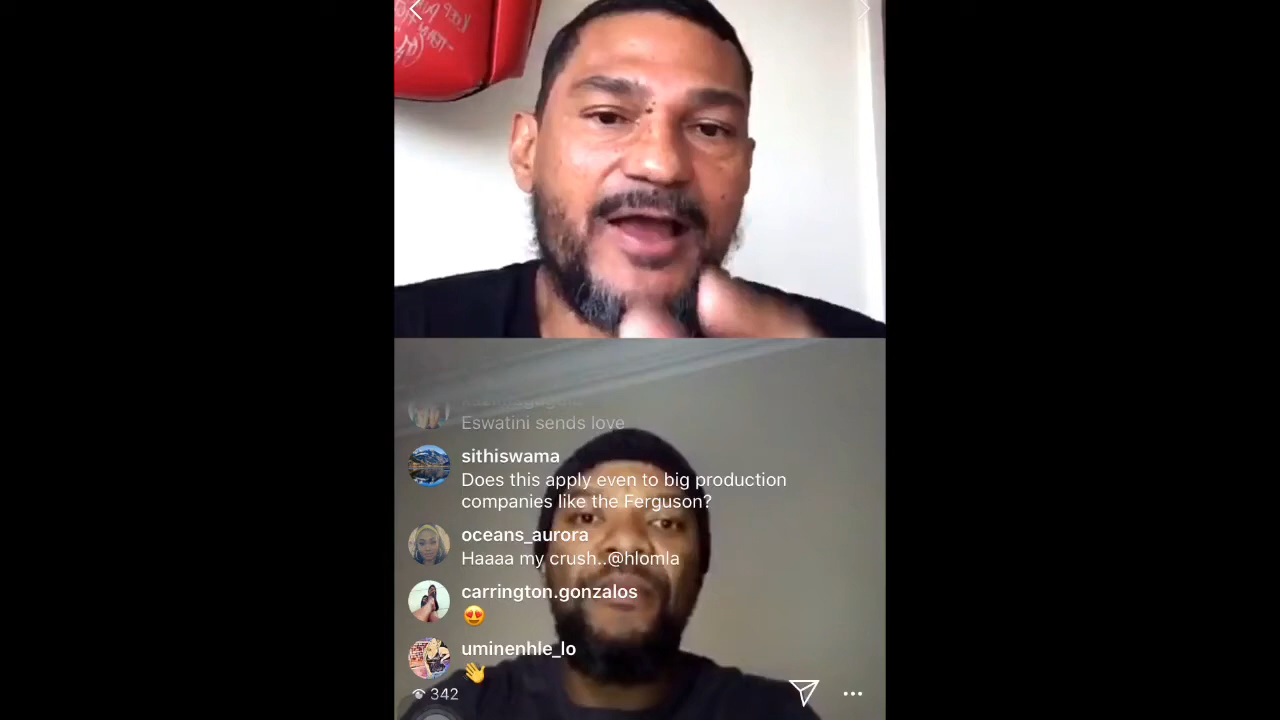 Eswatini sends love
sithiswama
Does this apply even to big production
companies like the Ferguson?
oceans_aurora
Haaaa my crush..@hlomla
carrington.gonzalos
😍
uminenhle_lo
👋
342